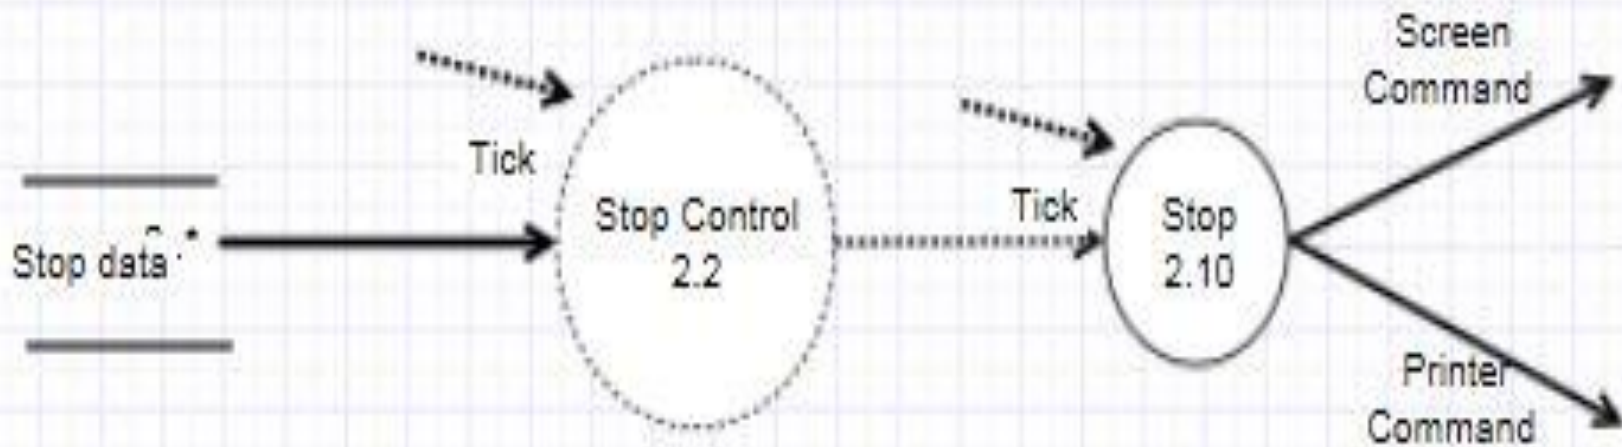 Screen
Command
Tick
Stop Control
2.2
Tick
Stop
2.10
Stop data
Printer
Command